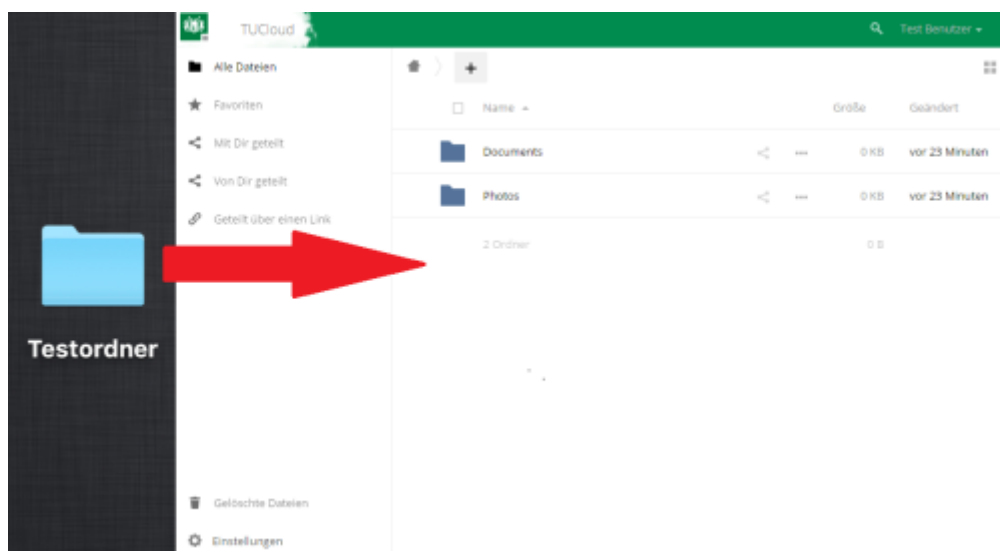 TUCloud
Test Benutzer
Alle Dateien
Favoriten
Mit Dir geteilt
Von Dir geteilt
Geteilt über einen Link
Gelöschte Dateien
Einstellungen
Name Größe Geändert
Documents 0 KB vor 23 Minuten
Photos 0 KB vor 23 Minuten
2 Ordner 0 B
Testordner